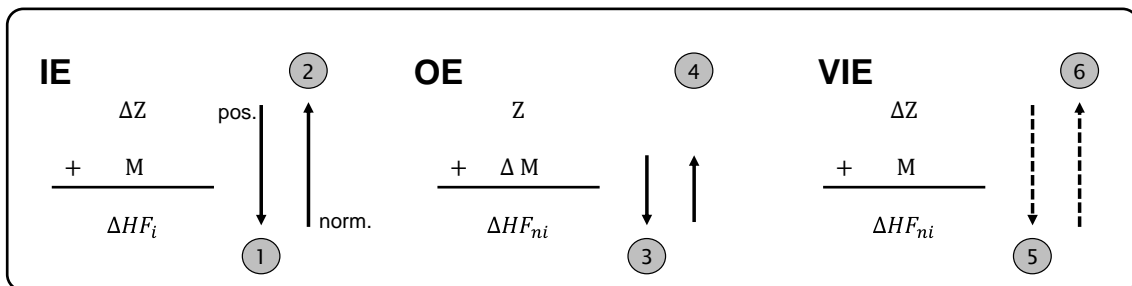 IE
2
ΔZ
pos.
+ M
ΔHF_i
norm.
1
OE
4
Z
+ Δ M
ΔHF_ni
3
VIE
6
ΔZ
+ M
ΔHF_ni
5